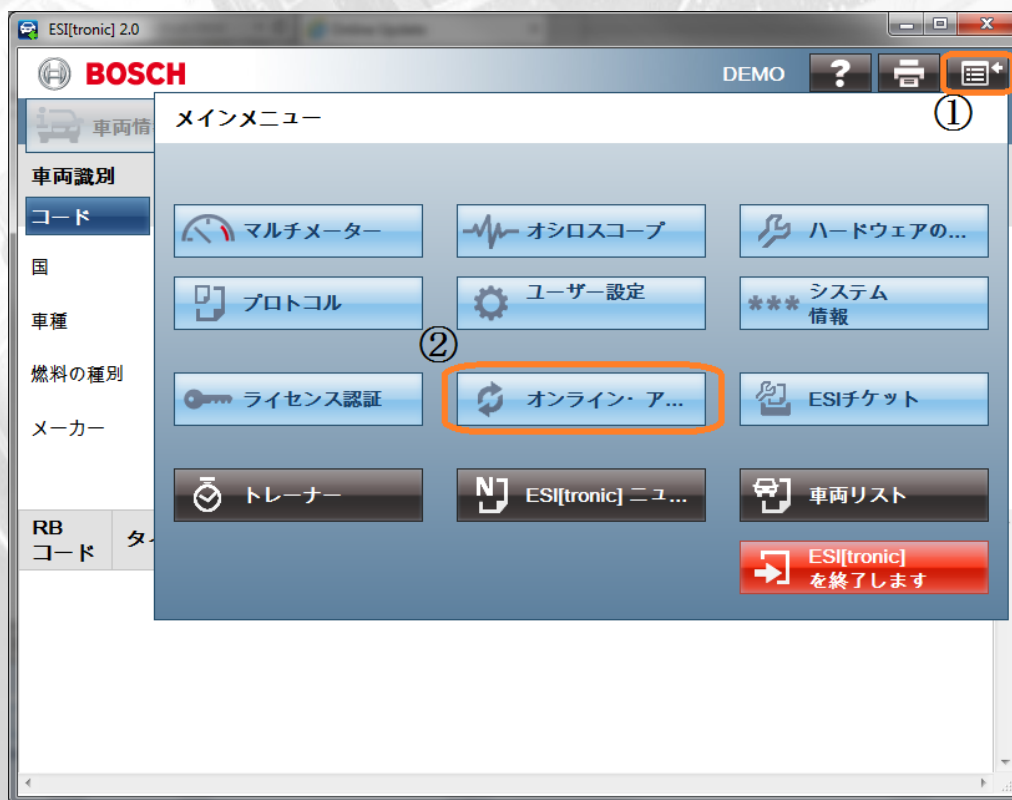 ESI[tronic] 2.0
BOSCH
DEMO
?
①
車両情
メインメニュー
車両識別
コード
国
車種
燃料の種別
メーカー
マルチメーター
オシロスコープ
ハードウェアの...
プロトコル
ユーザー設定
***
システム
情報
②
ライセンス認証
オンライン・ ア...
ESIチケット
トレーナー
N
ESI[tronic] ニュ...
車両リスト
RB
コード
タイ
ESI[tronic]
を終了します